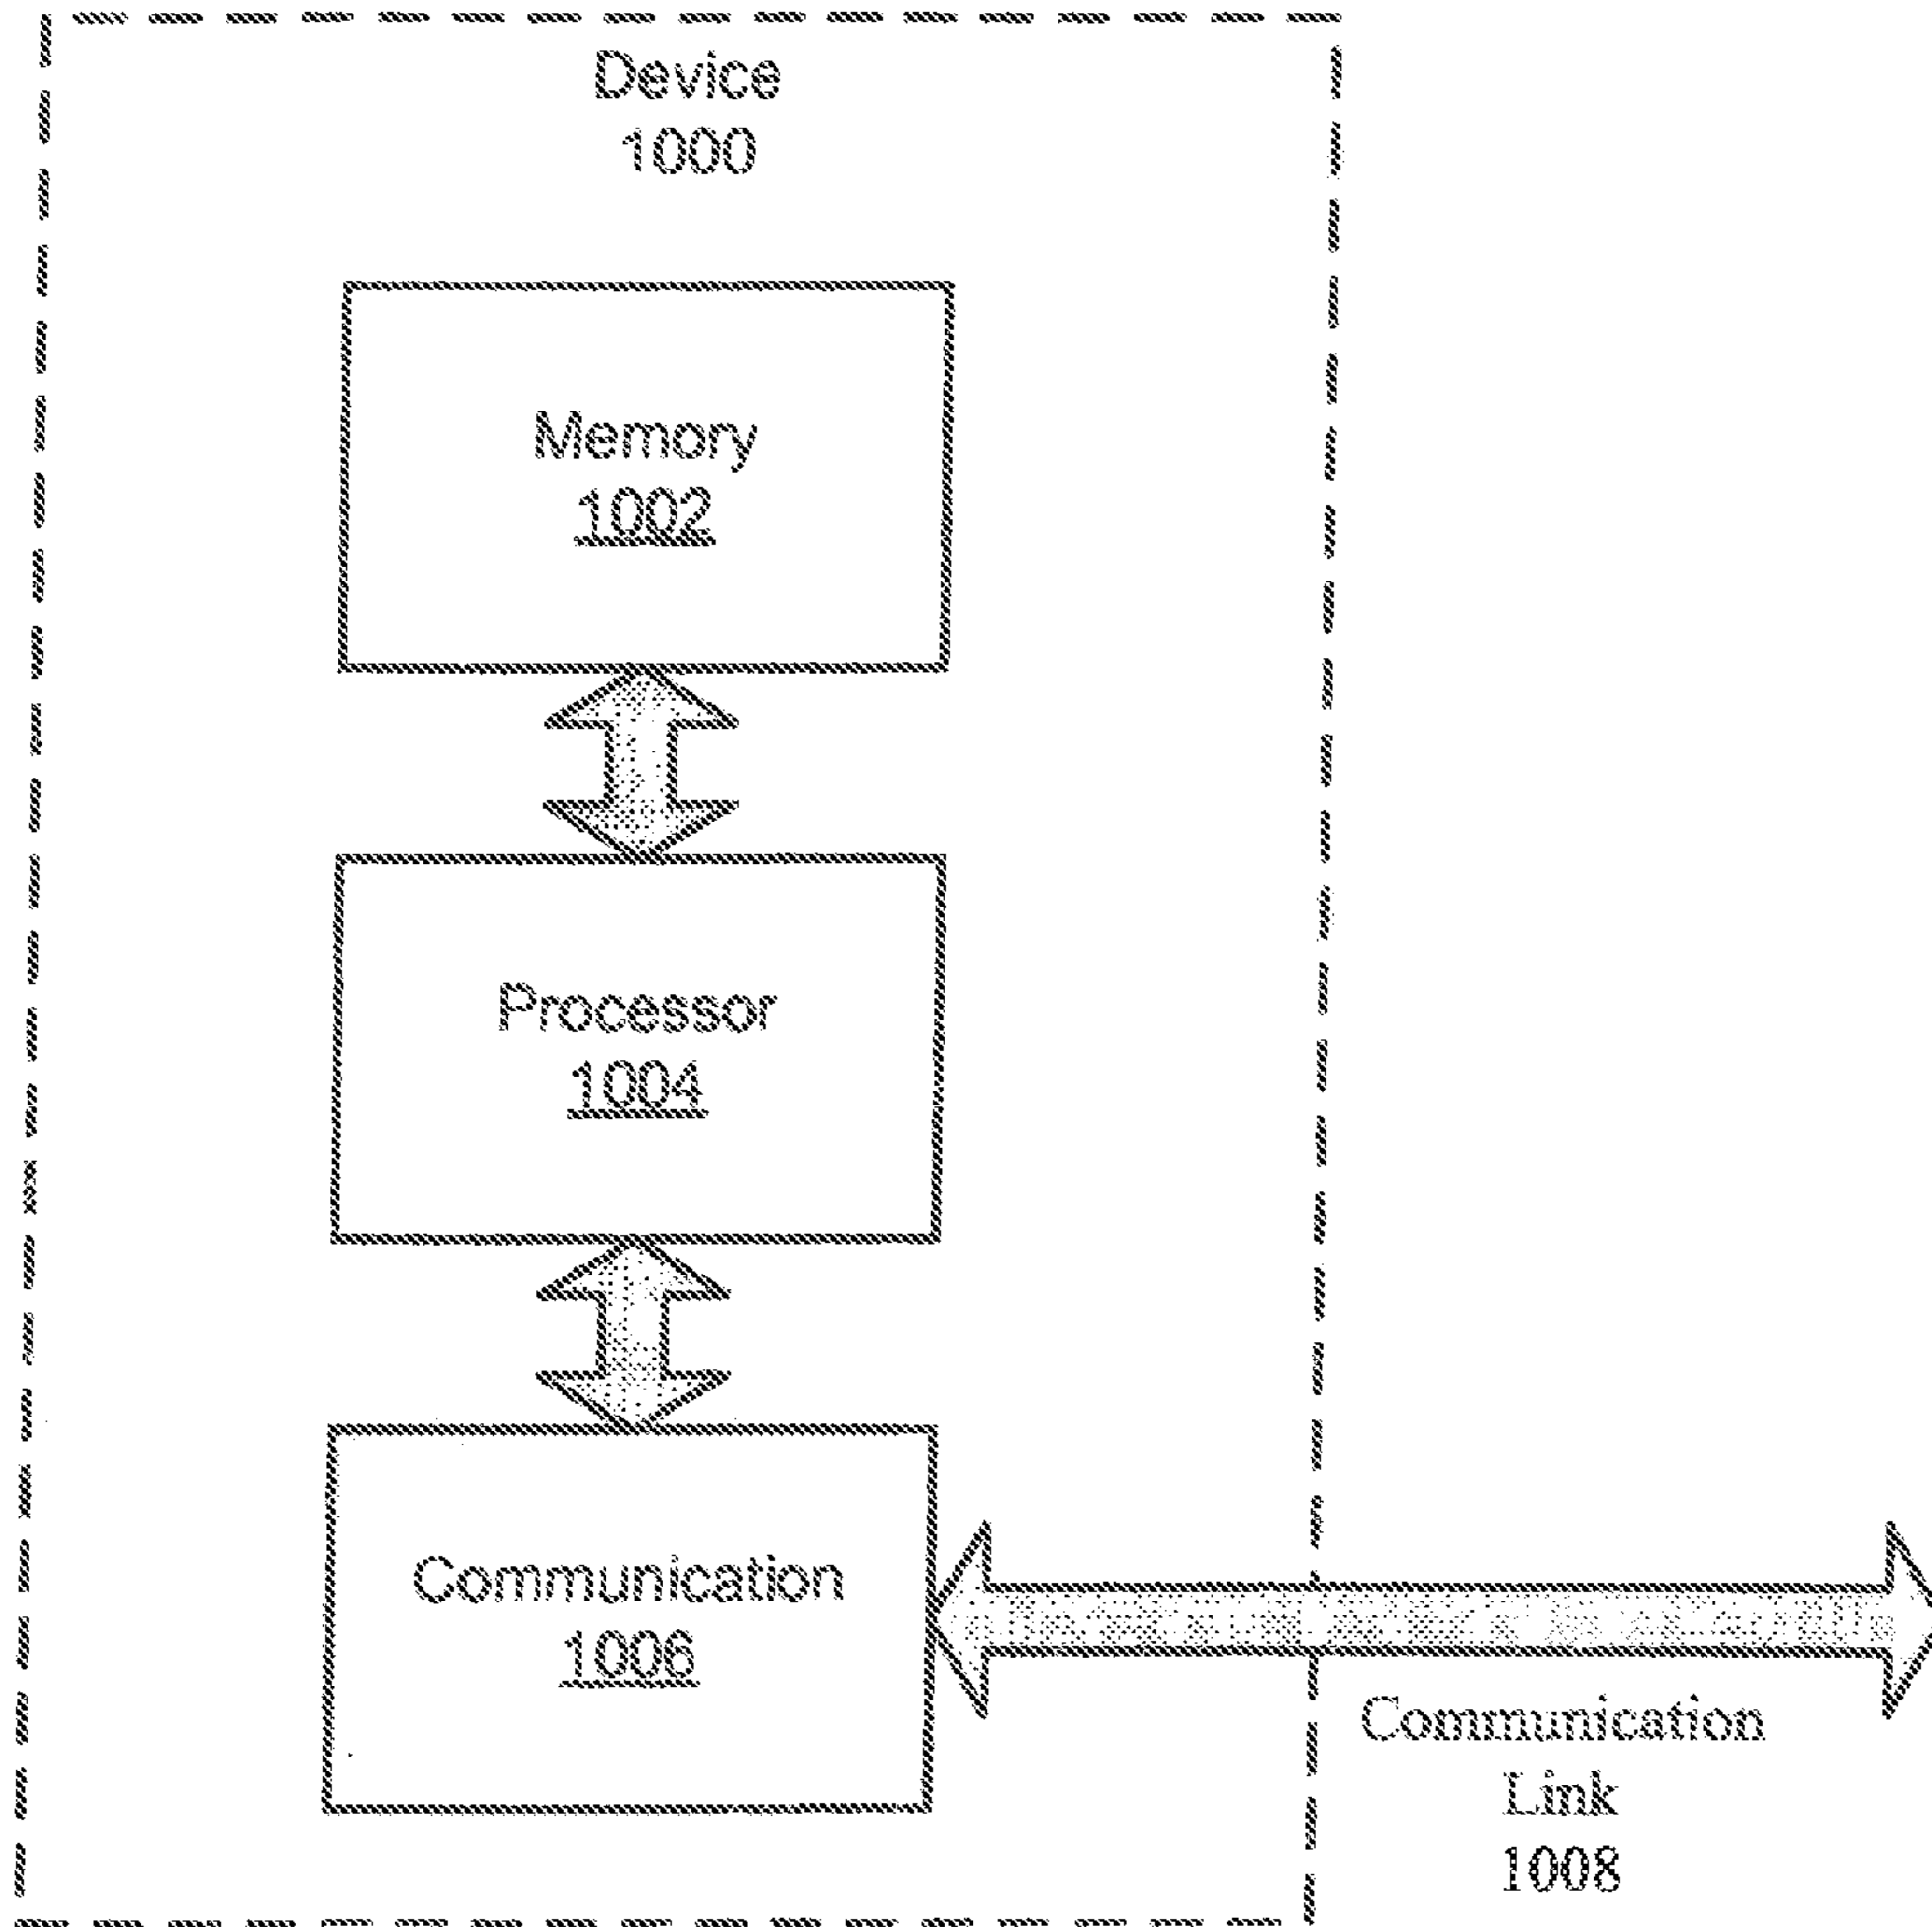 Device
1000
Memory
1002
Processor
1004
Communication
1006
Communication
Link
1008